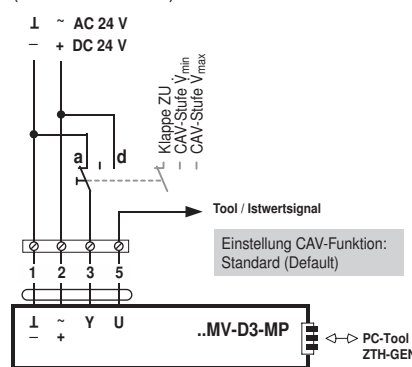 ⊥ ~ AC 24 V
– + DC 24 V
Klappe ZU
CAV-Stufe V̇min
CAV-Stufe V̇max
a d
Tool / Istwertsignal
Einstellung CAV-Funktion:
Standard (Default)
1 2 3 5
⊥ ~ Y U
– +
..MV-D3-MP
PC-Tool
ZTH-GEN